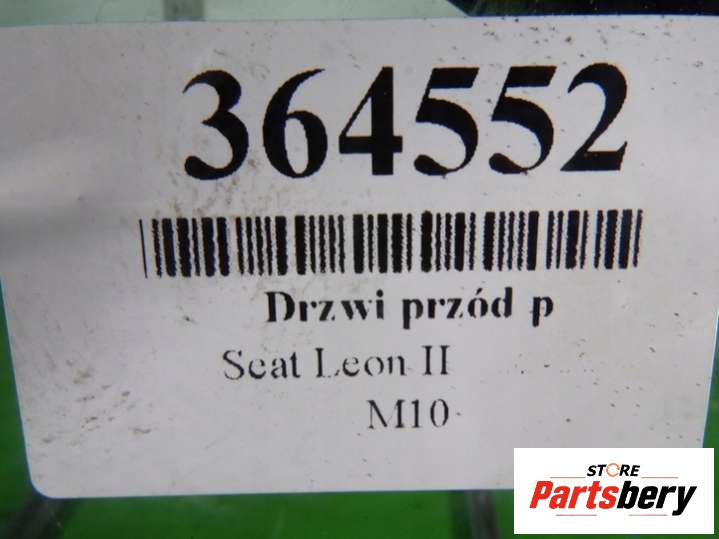 364552
Drzwi przód p
Seat Leon II
M10
STORE
Partsbery